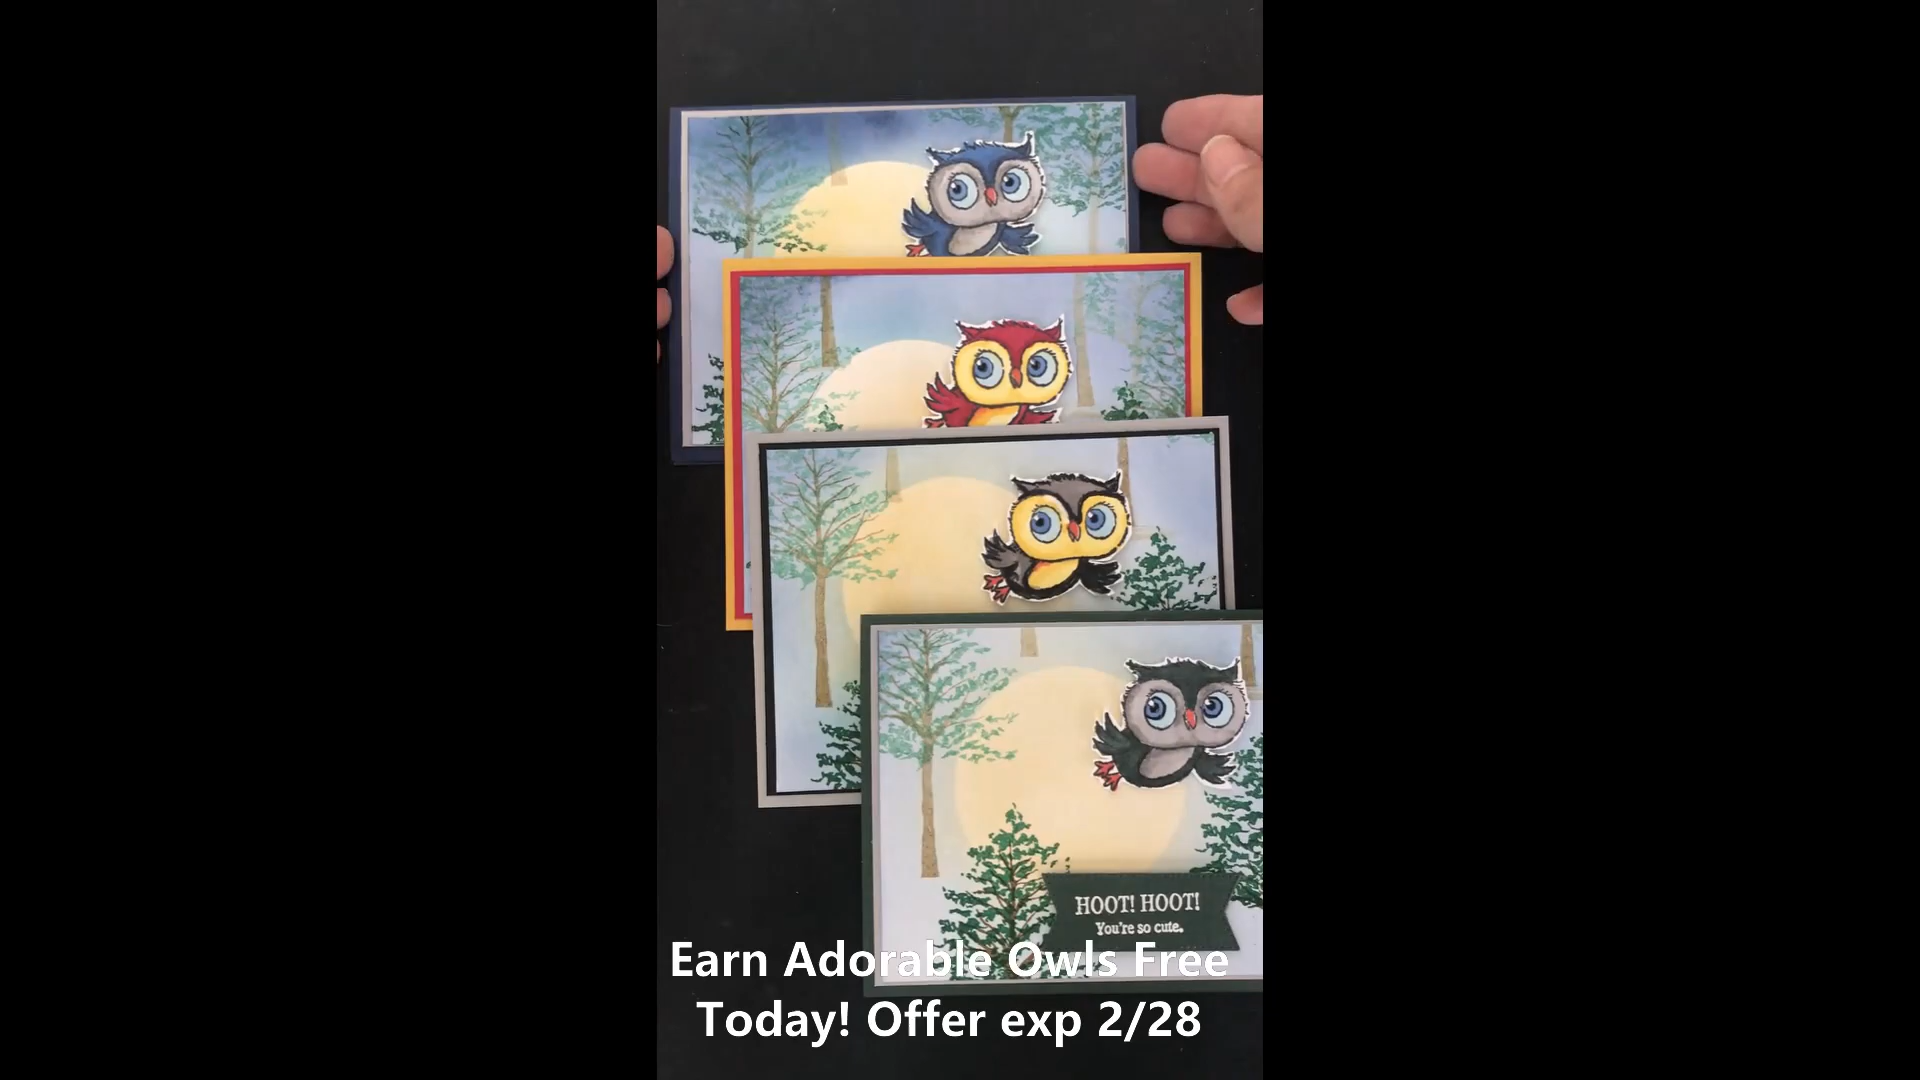 HOOT! HOOT!
You're so cute.
Earn Adorable Owls Free
Today! Offer exp 2/28